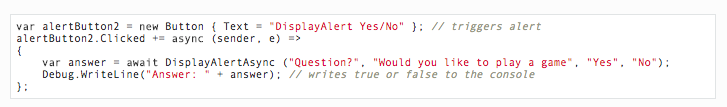 var alertButton2 = new Button { Text = "DisplayAlert Yes/No" }; // triggers alert
alertButton2.Clicked += async (sender, e) =>
{
    var answer = await DisplayAlertAsync ("Question?", "Would you like to play a game", "Yes", "No");
    Debug.WriteLine("Answer: " + answer); // writes true or false to the console
};